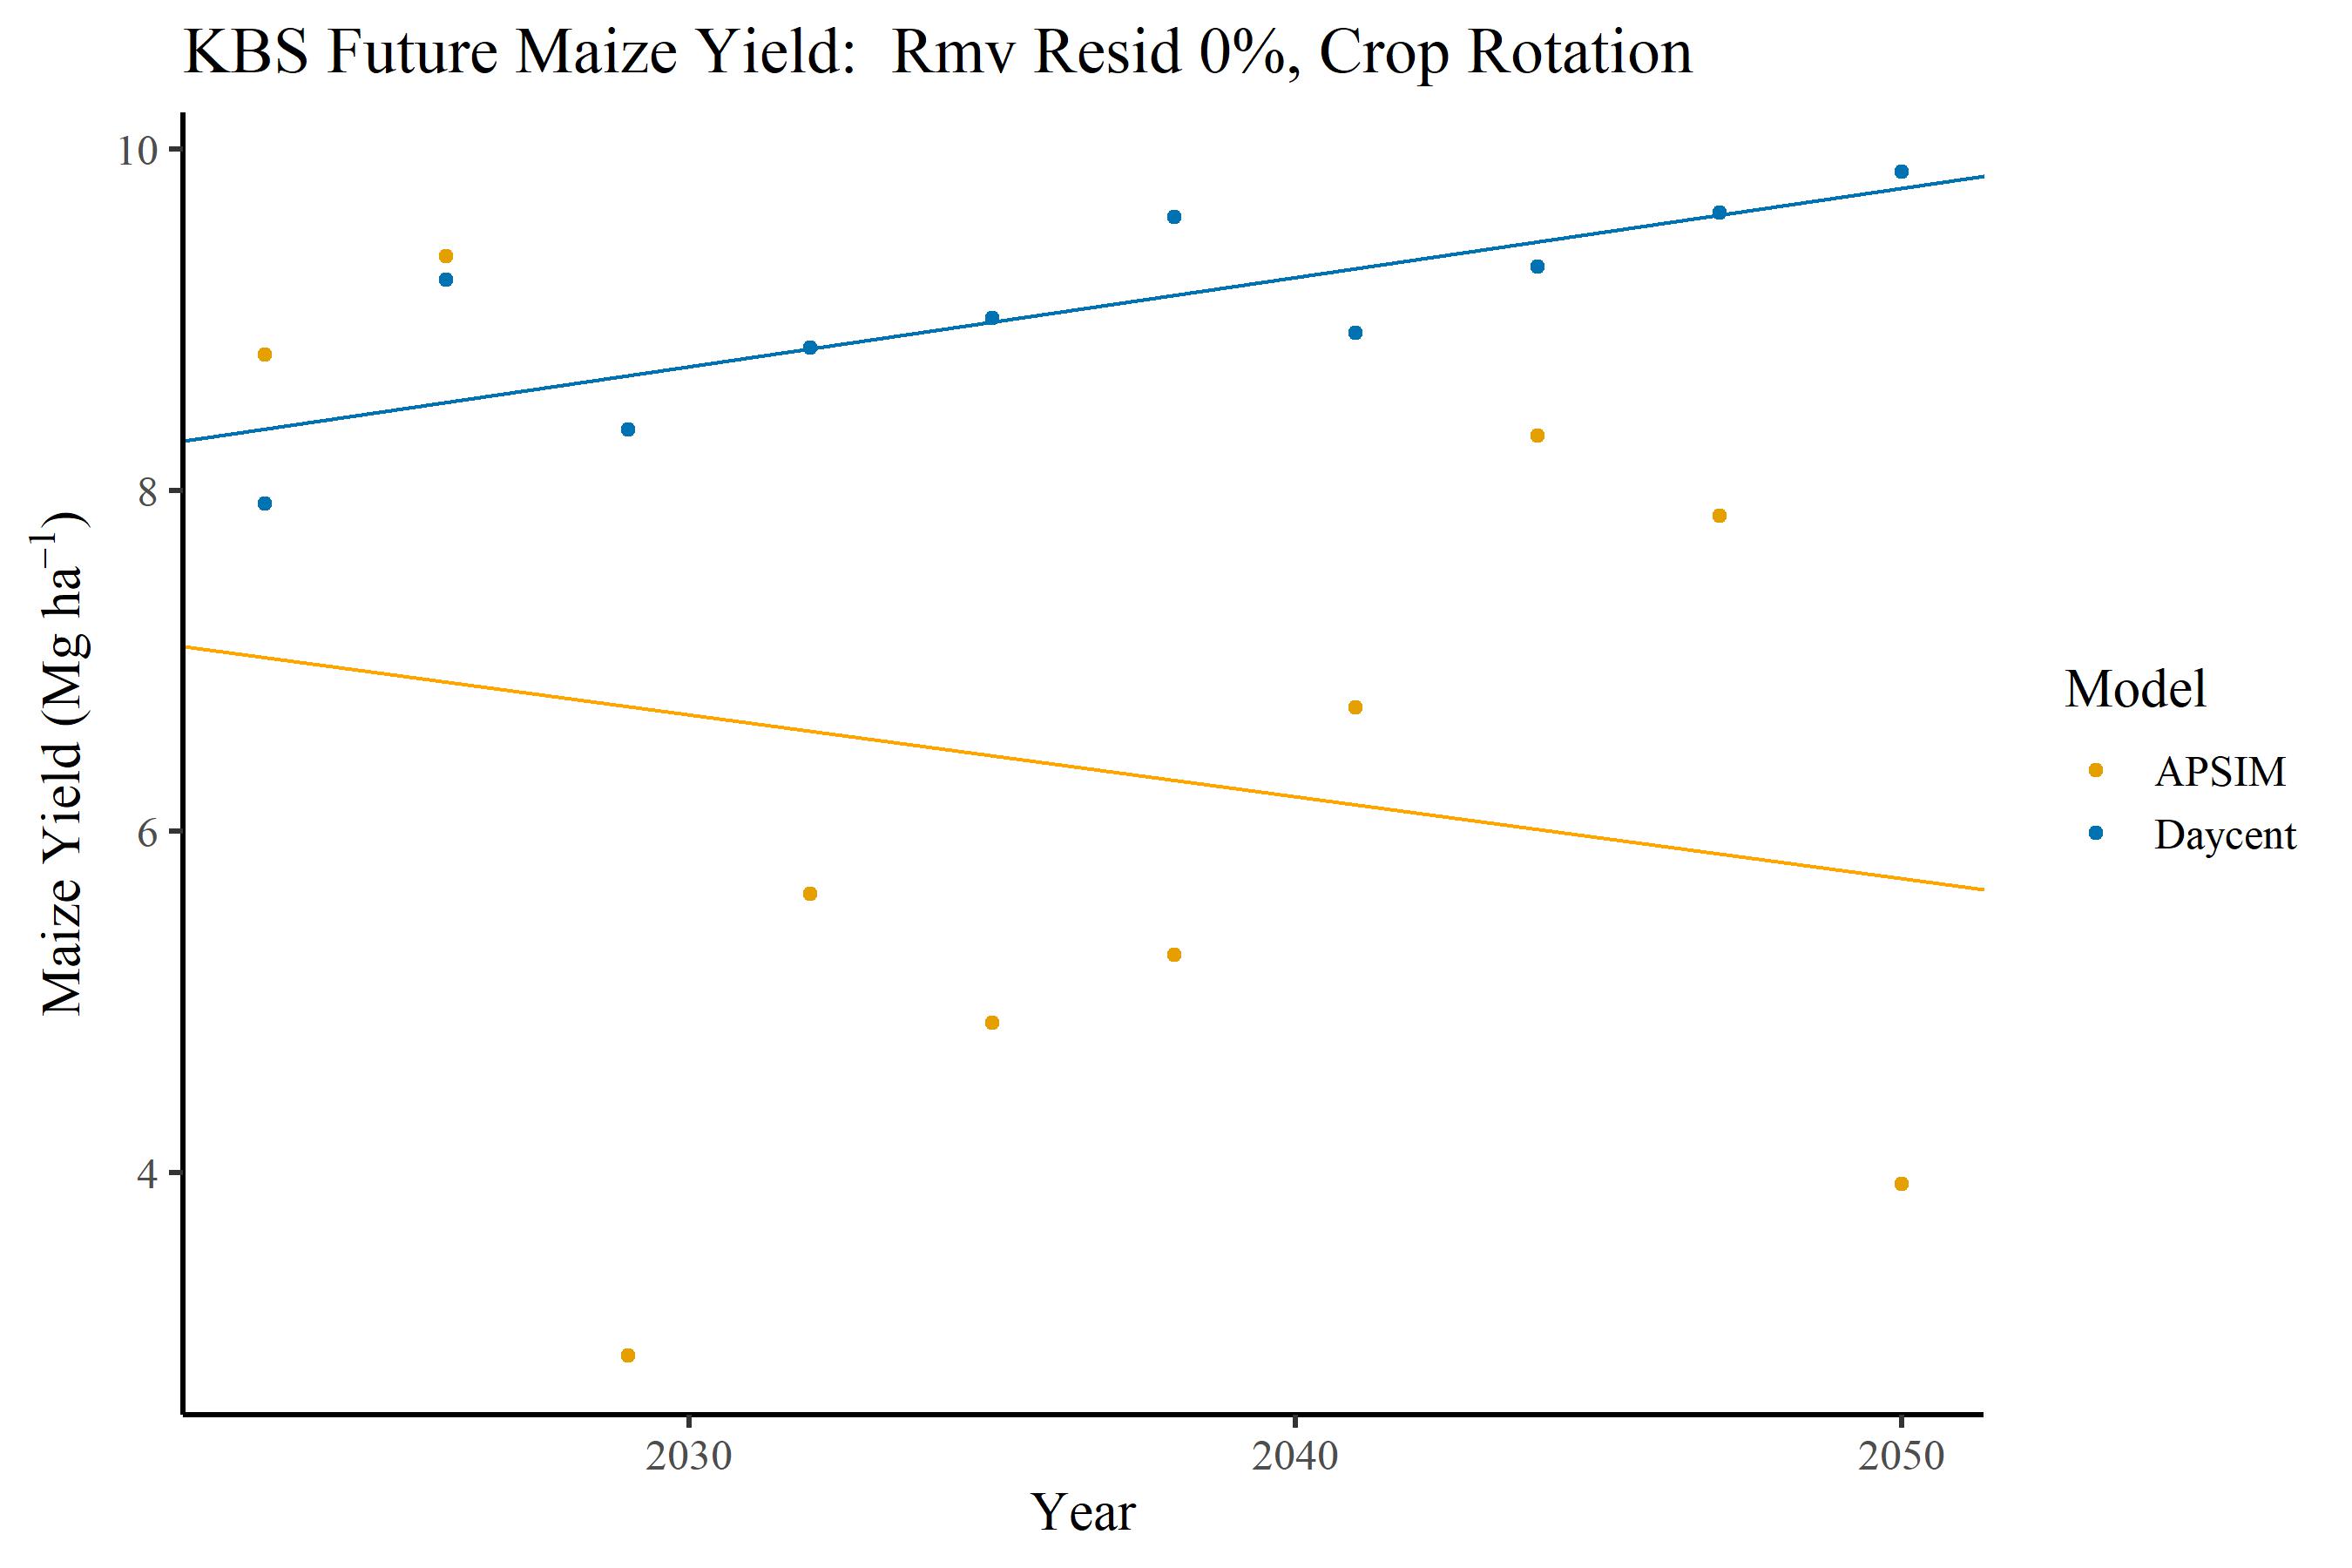 KBS Future Maize Yield:  Rmv Resid 0%, Crop Rotation
Maize Yield (Mg ha⁻¹)
10
8
6
4
2030
2040
2050
Year
Model
APSIM
Daycent